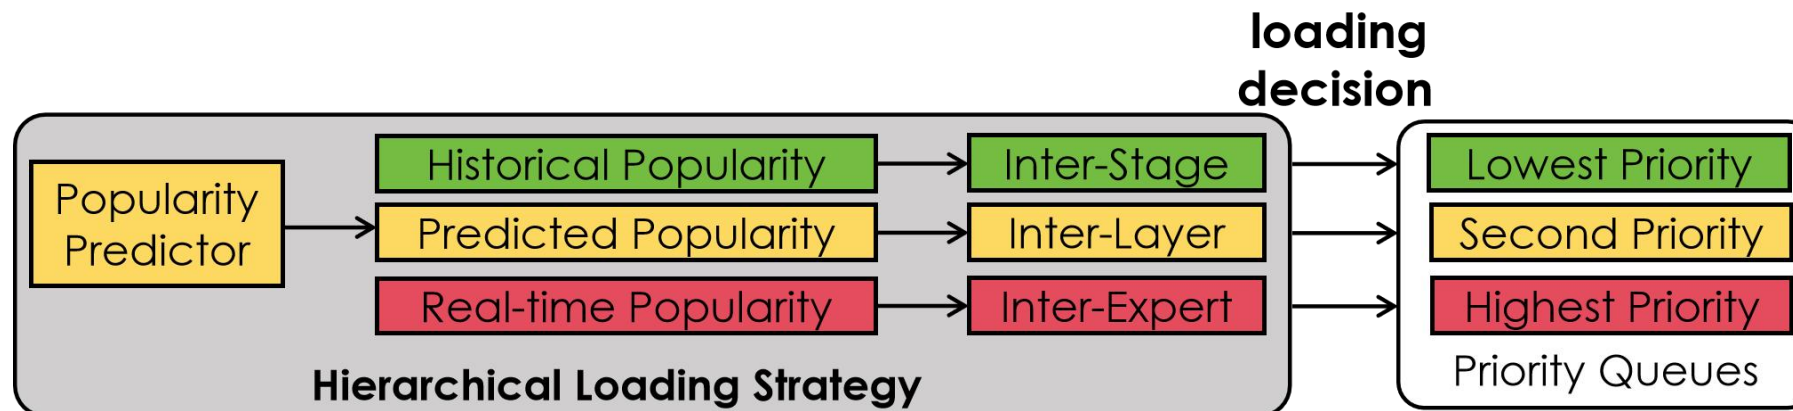 loading
decision
Popularity
Predictor
Historical Popularity
Inter-Stage
Lowest Priority
Predicted Popularity
Inter-Layer
Second Priority
Real-time Popularity
Inter-Expert
Highest Priority
Hierarchical Loading Strategy
Priority Queues